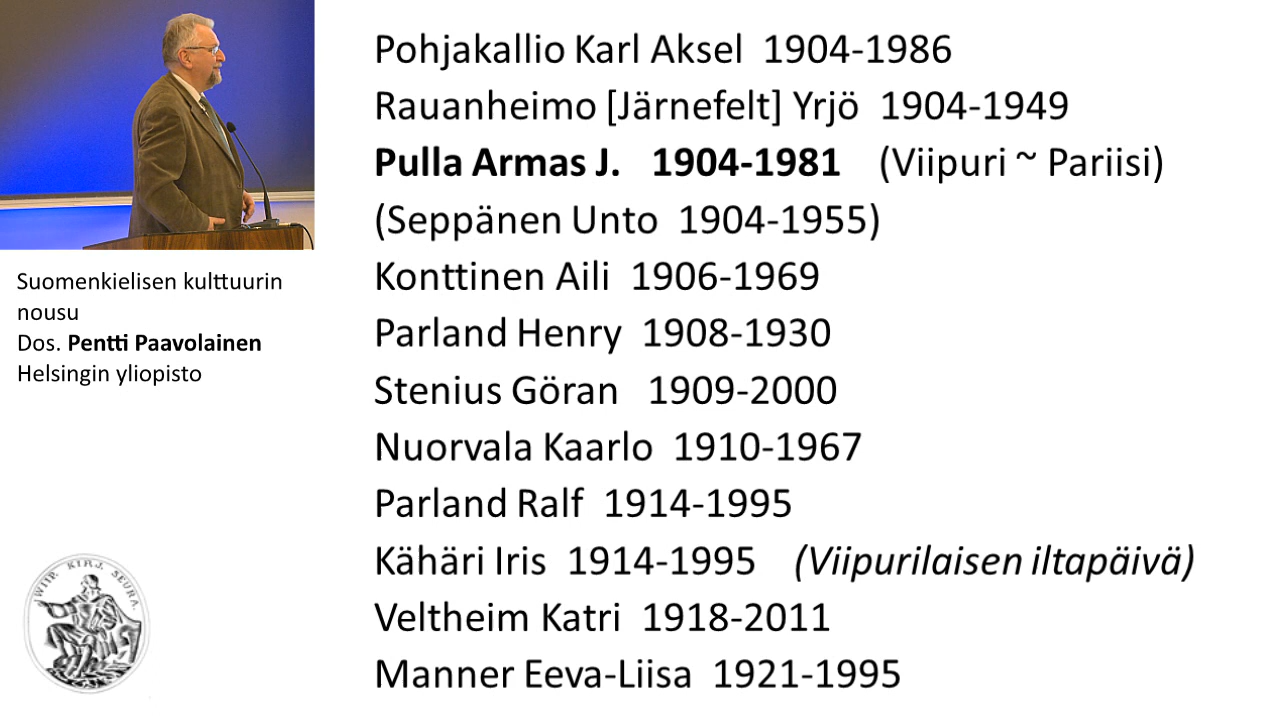 Pohjakallio Karl Aksel 1904-1986
Rauanheimo [Järnefelt] Yrjö 1904-1949
Pulla Armas J. 1904-1981 (Viipuri ~ Pariisi)
(Seppänen Unto 1904-1955)
Konttinen Aili 1906-1969
Parland Henry 1908-1930
Stenius Göran 1909-2000
Nuorvala Kaarlo 1910-1967
Parland Ralf 1914-1995
Kähäri Iris 1914-1995 (Viipurilaisen iltapäivä)
Veltheim Katri 1918-2011
Manner Eeva-Liisa 1921-1995
Suomenkielisen kulttuurin
nousu
Dos. Pentti Paavolainen
Helsingin yliopisto
WIIP. KIRJ. SEURA.